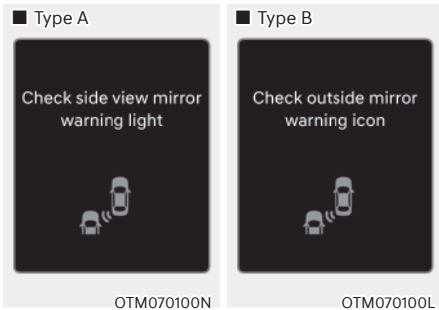 ■ Type A
Check side view mirror
warning light
OTM070100N
■ Type B
Check outside mirror
warning icon
OTM070100L